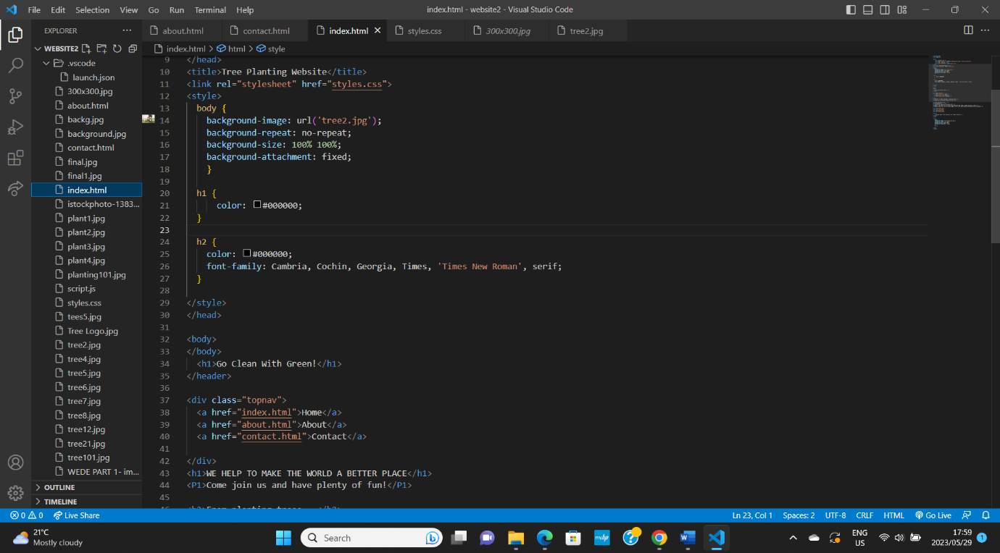 File Edit Selection View Go Run Terminal Help
index.html - website2 - Visual Studio Code
EXPLORER
about.html
contact.html
index.html
styles.css
300x300.jpg
tree2.jpg
WEBSITE2
.vscode
launch.json
300x300.jpg
about.html
backg.jpg
background.jpg
contact.html
final.jpg
final1.jpg
index.html
istockphoto-1383...
plant1.jpg
plant2.jpg
plant3.jpg
plant4.jpg
planting101.jpg
script.js
styles.css
tees5.jpg
Tree Logo.jpg
tree2.jpg
tree4.jpg
tree5.jpg
tree6.jpg
tree7.jpg
tree8.jpg
tree12.jpg
tree21.jpg
tree101.jpg
WEDE PART 1- im...
OUTLINE
TIMELINE
index.html > html > style
9 </head>
10 <title>Tree Planting Website</title>
11 <link rel="stylesheet" href="styles.css">
12 <style>
13 body {
14 background-image: url('tree2.jpg');
15 background-repeat: no-repeat;
16 background-size: 100% 100%;
17 background-attachment: fixed;
18 }
19
20 h1 {
21 color: #000000;
22 }
23
24 h2 {
25 color: #000000;
26 font-family: Cambria, Cochin, Georgia, Times, 'Times New Roman', serif;
27 }
28
29 </style>
30 </head>
31
32 <body>
33 </body>
34 <h1>Go Clean With Green!</h1>
35 </header>
36
37 <div class="topnav">
38 <a href="index.html">Home</a>
39 <a href="about.html">About</a>
40 <a href="contact.html">Contact</a>
41
42 </div>
43 <h1>WE HELP TO MAKE THE WORLD A BETTER PLACE</h1>
44 <P1>Come join us and have plenty of fun!</P1>
45
0 0 Live Share
Ln 23, Col 1 Spaces: 2 UTF-8 CRLF HTML Go Live
21°C
Mostly cloudy
Search
ENG
US
17:59
2023/05/29
1